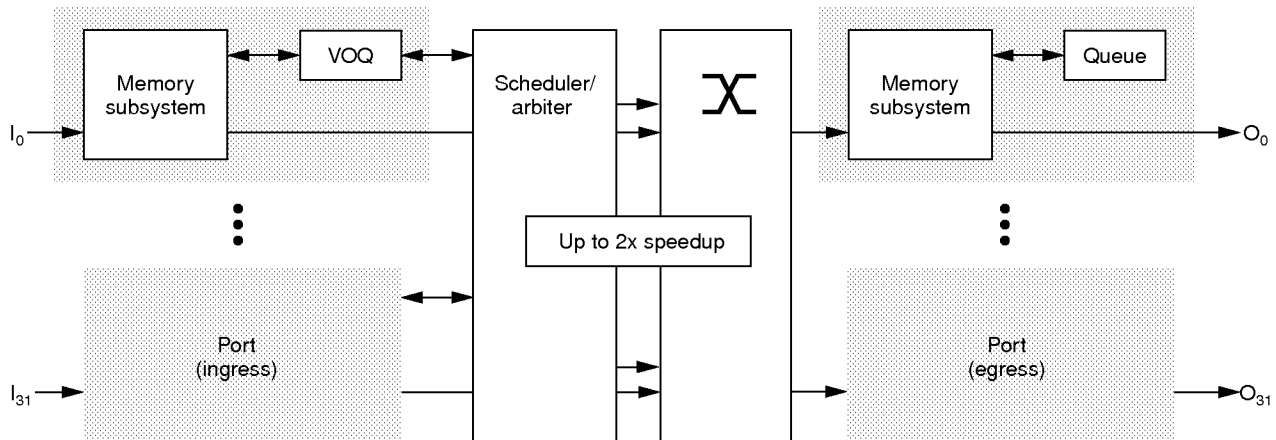 VOQ
Queue
Memory
subsystem
Scheduler/
arbiter
Memory
subsystem
I0
O0
Up to 2x speedup
Port
(ingress)
Port
(egress)
I31
O31